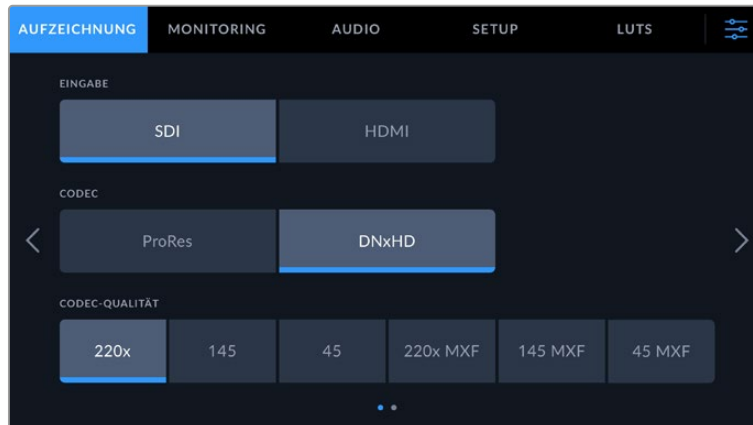 AUFZEICHNUNG MONITORING AUDIO SETUP LUTS
EINGABE
SDI HDMI
CODEC
ProRes DNxHD
CODEC-QUALITÄT
220x 145 45 220x MXF 145 MXF 45 MXF